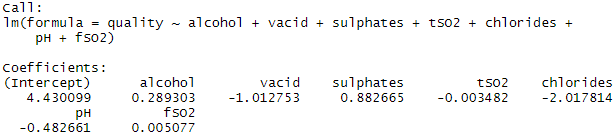 Call:
lm(formula = quality ~ alcohol + vacid + sulphates + tSO2 + chlorides +
    pH + fSO2)
Coefficients:
(Intercept)      alcohol        vacid    sulphates         tSO2    chlorides
   4.430099     0.289303    -1.012753     0.882665    -0.003482    -2.017814
         pH         fSO2
  -0.482661     0.005077